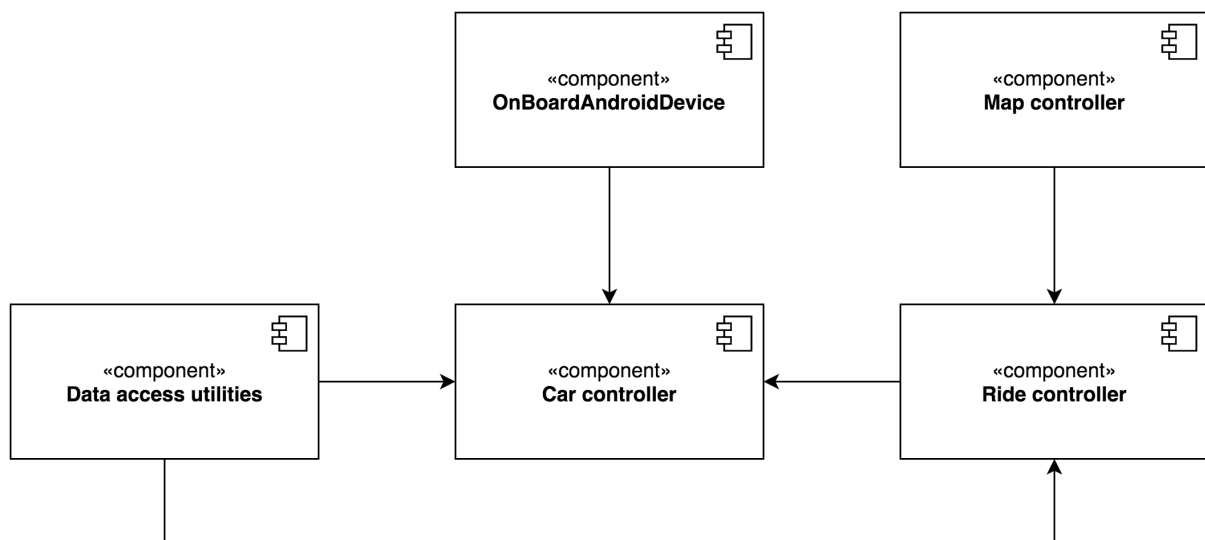 «component»
OnBoardAndroidDevice
«component»
Map controller
«component»
Data access utilities
«component»
Car controller
«component»
Ride controller